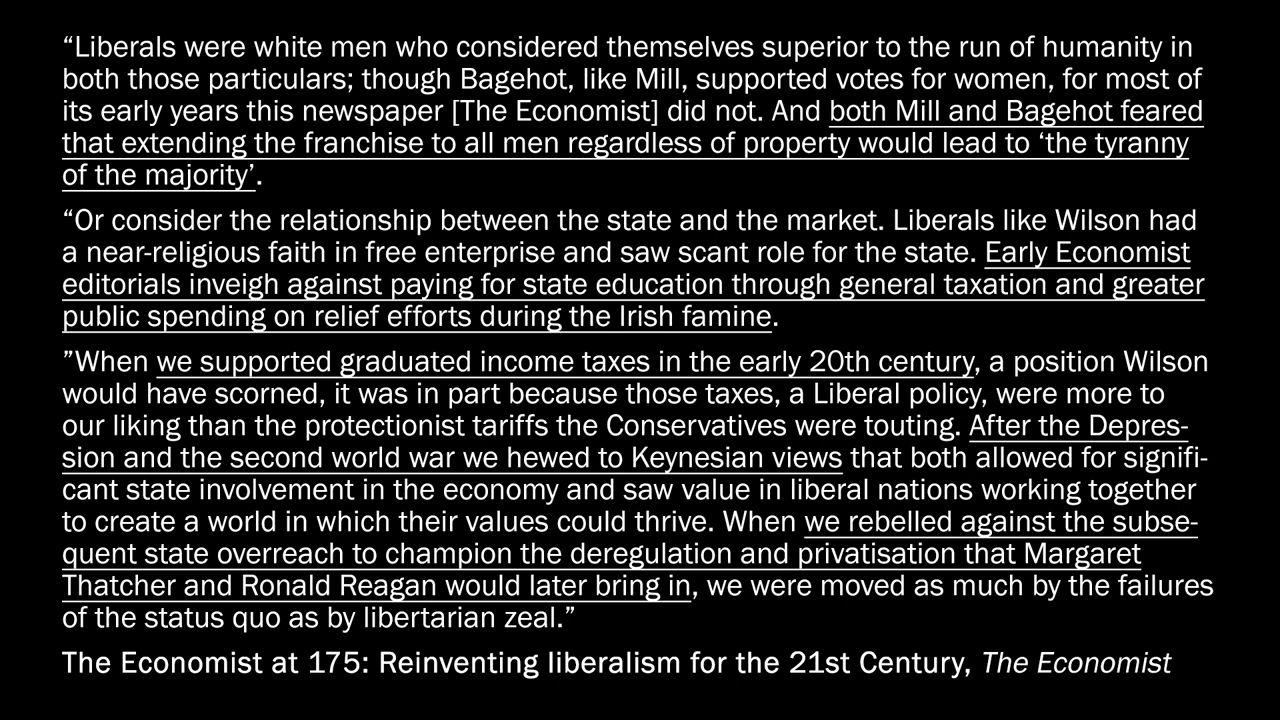 “Liberals were white men who considered themselves superior to the run of humanity in
both those particulars; though Bagehot, like Mill, supported votes for women, for most of
its early years this newspaper [The Economist] did not. And both Mill and Bagehot feared
that extending the franchise to all men regardless of property would lead to ‘the tyranny
of the majority’.
“Or consider the relationship between the state and the market. Liberals like Wilson had
a near-religious faith in free enterprise and saw scant role for the state. Early Economist
editorials inveigh against paying for state education through general taxation and greater
public spending on relief efforts during the Irish famine.
”When we supported graduated income taxes in the early 20th century, a position Wilson
would have scorned, it was in part because those taxes, a Liberal policy, were more to
our liking than the protectionist tariffs the Conservatives were touting. After the Depres-
sion and the second world war we hewed to Keynesian views that both allowed for signifi-
cant state involvement in the economy and saw value in liberal nations working together
to create a world in which their values could thrive. When we rebelled against the subse-
quent state overreach to champion the deregulation and privatisation that Margaret
Thatcher and Ronald Reagan would later bring in, we were moved as much by the failures
of the status quo as by libertarian zeal.”
The Economist at 175: Reinventing liberalism for the 21st Century, The Economist